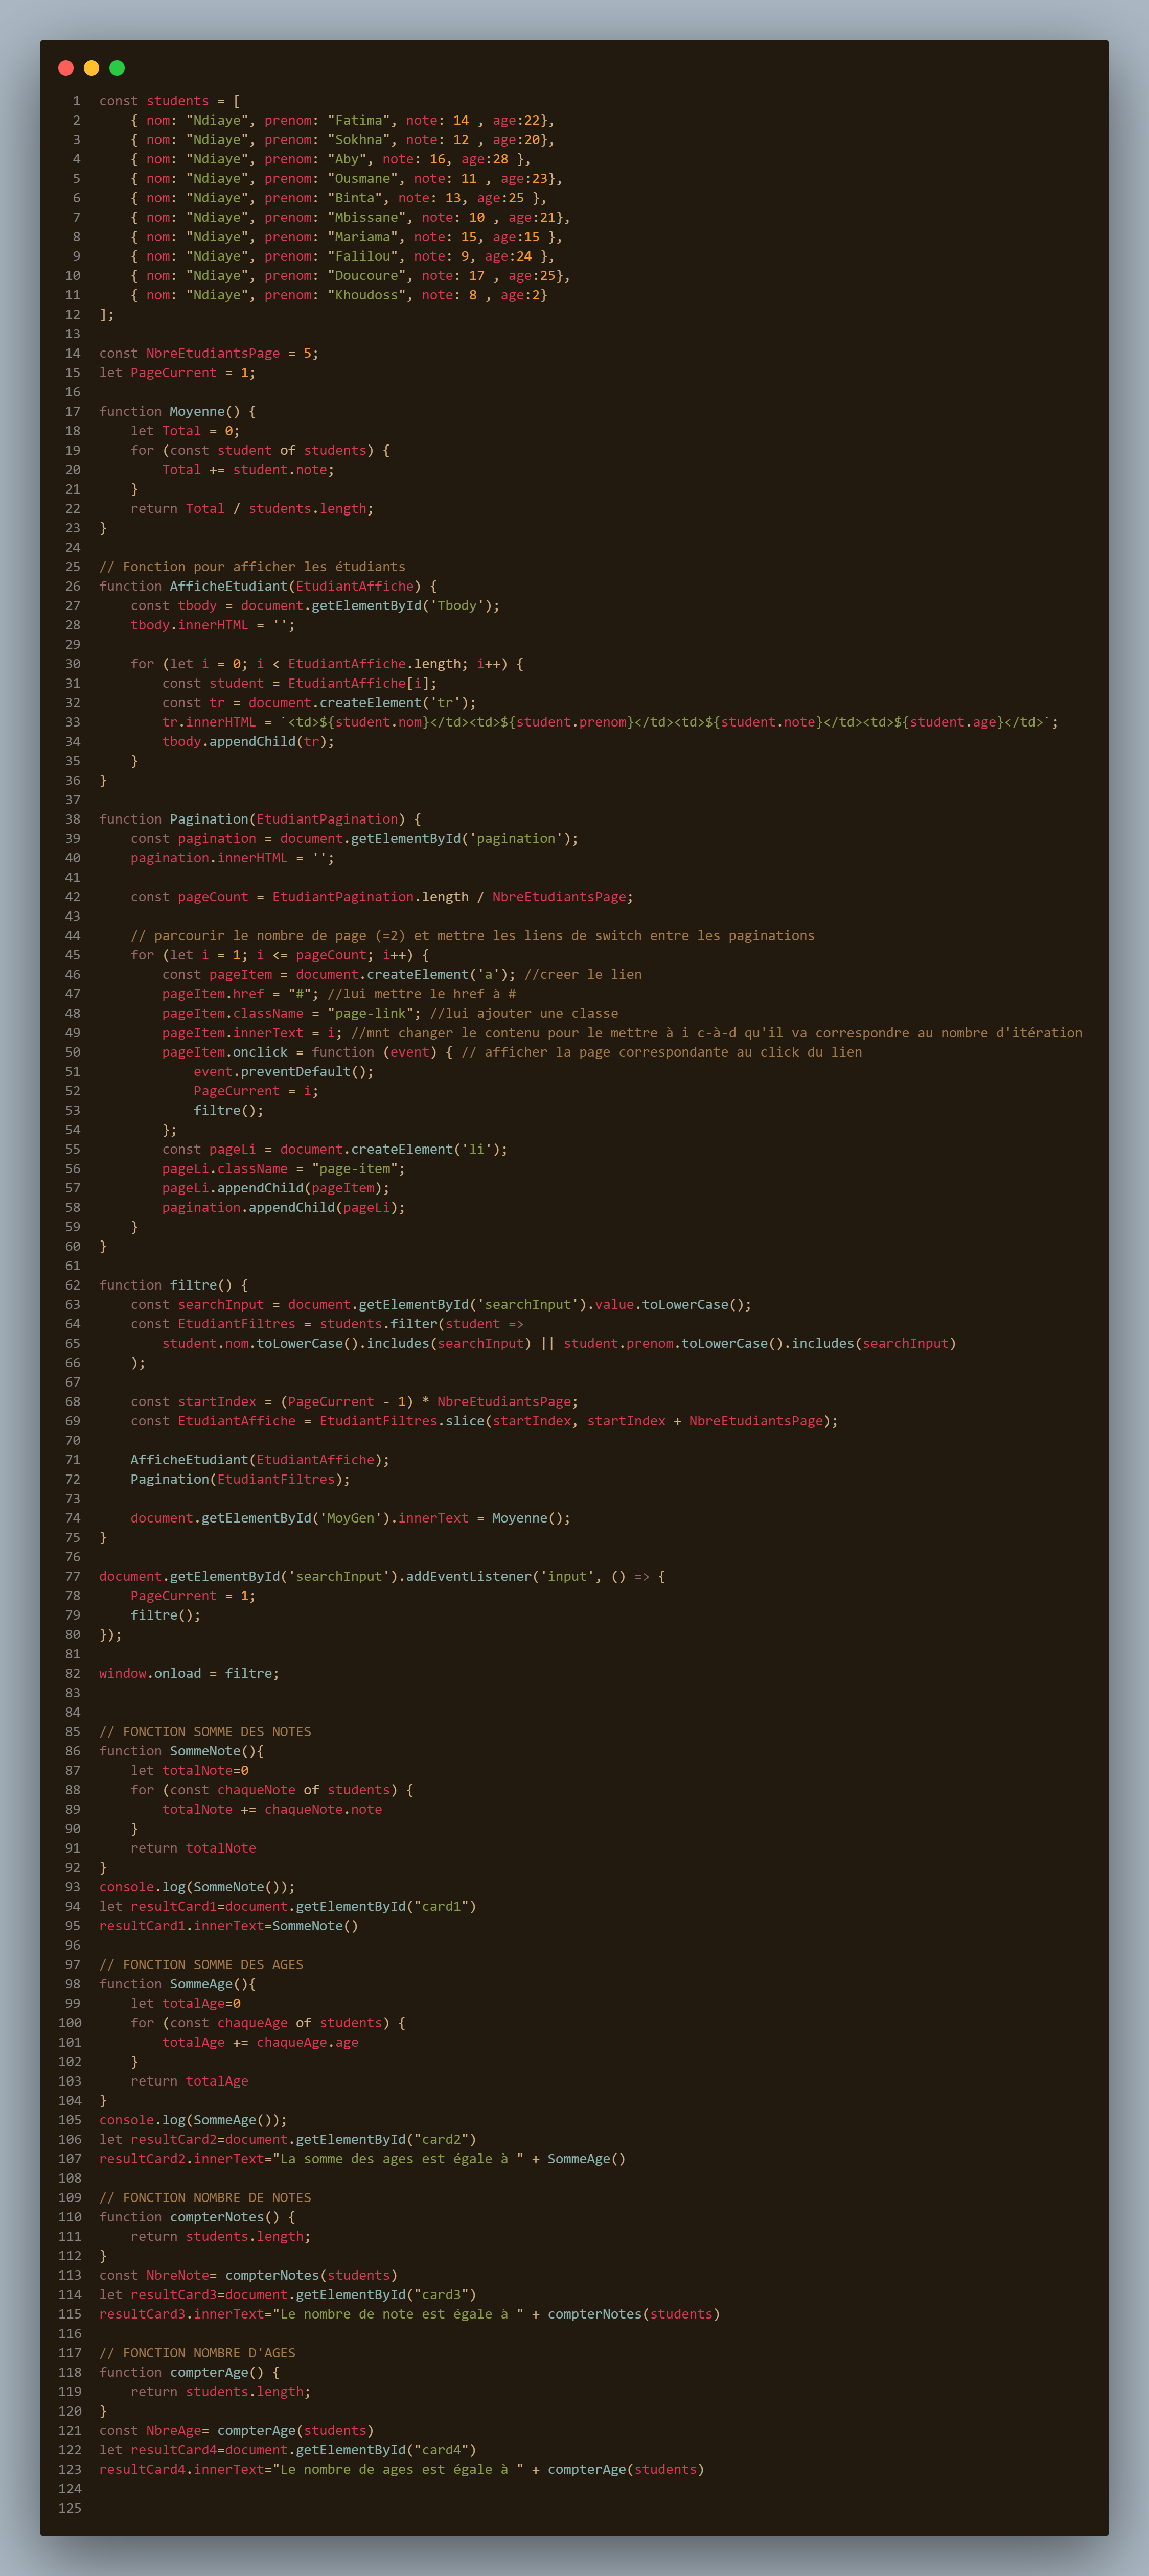 1 const students = [
2     { nom: "Ndiaye", prenom: "Fatima", note: 14 , age:22},
3     { nom: "Ndiaye", prenom: "Sokhna", note: 12 , age:20},
4     { nom: "Ndiaye", prenom: "Aby", note: 16, age:28 },
5     { nom: "Ndiaye", prenom: "Ousmane", note: 11 , age:23},
6     { nom: "Ndiaye", prenom: "Binta", note: 13, age:25 },
7     { nom: "Ndiaye", prenom: "Mbissane", note: 10 , age:21},
8     { nom: "Ndiaye", prenom: "Mariama", note: 15, age:15 },
9     { nom: "Ndiaye", prenom: "Falilou", note: 9, age:24 },
10     { nom: "Ndiaye", prenom: "Doucoure", note: 17 , age:25},
11     { nom: "Ndiaye", prenom: "Khoudoss", note: 8 , age:2}
12 ];
13
14 const NbreEtudiantsPage = 5;
15 let PageCurrent = 1;
16
17 function Moyenne() {
18     let Total = 0;
19     for (const student of students) {
20         Total += student.note;
21     }
22     return Total / students.length;
23 }
24
25 // Fonction pour afficher les étudiants
26 function AfficheEtudiant(EtudiantAffiche) {
27     const tbody = document.getElementById('Tbody');
28     tbody.innerHTML = '';
29
30     for (let i = 0; i < EtudiantAffiche.length; i++) {
31         const student = EtudiantAffiche[i];
32         const tr = document.createElement('tr');
33         tr.innerHTML = `<td>${student.nom}</td><td>${student.prenom}</td><td>${student.note}</td><td>${student.age}</td>`;
34         tbody.appendChild(tr);
35     }
36 }
37
38 function Pagination(EtudiantPagination) {
39     const pagination = document.getElementById('pagination');
40     pagination.innerHTML = '';
41
42     const pageCount = EtudiantPagination.length / NbreEtudiantsPage;
43
44     // parcourir le nombre de page (=2) et mettre les liens de switch entre les paginations
45     for (let i = 1; i <= pageCount; i++) {
46         const pageItem = document.createElement('a'); //creer le lien
47         pageItem.href = "#"; //lui mettre le href à #
48         pageItem.className = "page-link"; //lui ajouter une classe
49         pageItem.innerText = i; //mnt changer le contenu pour le mettre à i c-à-d qu'il va correspondre au nombre d'itération
50         pageItem.onclick = function (event) { // afficher la page correspondante au click du lien
51             event.preventDefault();
52             PageCurrent = i;
53             filtre();
54         };
55         const pageLi = document.createElement('li');
56         pageLi.className = "page-item";
57         pageLi.appendChild(pageItem);
58         pagination.appendChild(pageLi);
59     }
60 }
61
62 function filtre() {
63     const searchInput = document.getElementById('searchInput').value.toLowerCase();
64     const EtudiantFiltres = students.filter(student =>
65         student.nom.toLowerCase().includes(searchInput) || student.prenom.toLowerCase().includes(searchInput)
66     );
67
68     const startIndex = (PageCurrent - 1) * NbreEtudiantsPage;
69     const EtudiantAffiche = EtudiantFiltres.slice(startIndex, startIndex + NbreEtudiantsPage);
70
71     AfficheEtudiant(EtudiantAffiche);
72     Pagination(EtudiantFiltres);
73
74     document.getElementById('MoyGen').innerText = Moyenne();
75 }
76
77 document.getElementById('searchInput').addEventListener('input', () => {
78     PageCurrent = 1;
79     filtre();
80 });
81
82 window.onload = filtre;
83
84
85 // FONCTION SOMME DES NOTES
86 function SommeNote(){
87     let totalNote=0
88     for (const chaqueNote of students) {
89         totalNote += chaqueNote.note
90     }
91     return totalNote
92 }
93 console.log(SommeNote());
94 let resultCard1=document.getElementById("card1")
95 resultCard1.innerText=SommeNote()
96
97 // FONCTION SOMME DES AGES
98 function SommeAge(){
99     let totalAge=0
100     for (const chaqueAge of students) {
101         totalAge += chaqueAge.age
102     }
103     return totalAge
104 }
105 console.log(SommeAge());
106 let resultCard2=document.getElementById("card2")
107 resultCard2.innerText="La somme des ages est égale à " + SommeAge()
108
109 // FONCTION NOMBRE DE NOTES
110 function compterNotes() {
111     return students.length;
112 }
113 const NbreNote= compterNotes(students)
114 let resultCard3=document.getElementById("card3")
115 resultCard3.innerText="Le nombre de note est égale à " + compterNotes(students)
116
117 // FONCTION NOMBRE D'AGES
118 function compterAge() {
119     return students.length;
120 }
121 const NbreAge= compterAge(students)
122 let resultCard4=document.getElementById("card4")
123 resultCard4.innerText="Le nombre de ages est égale à " + compterAge(students)
124
125